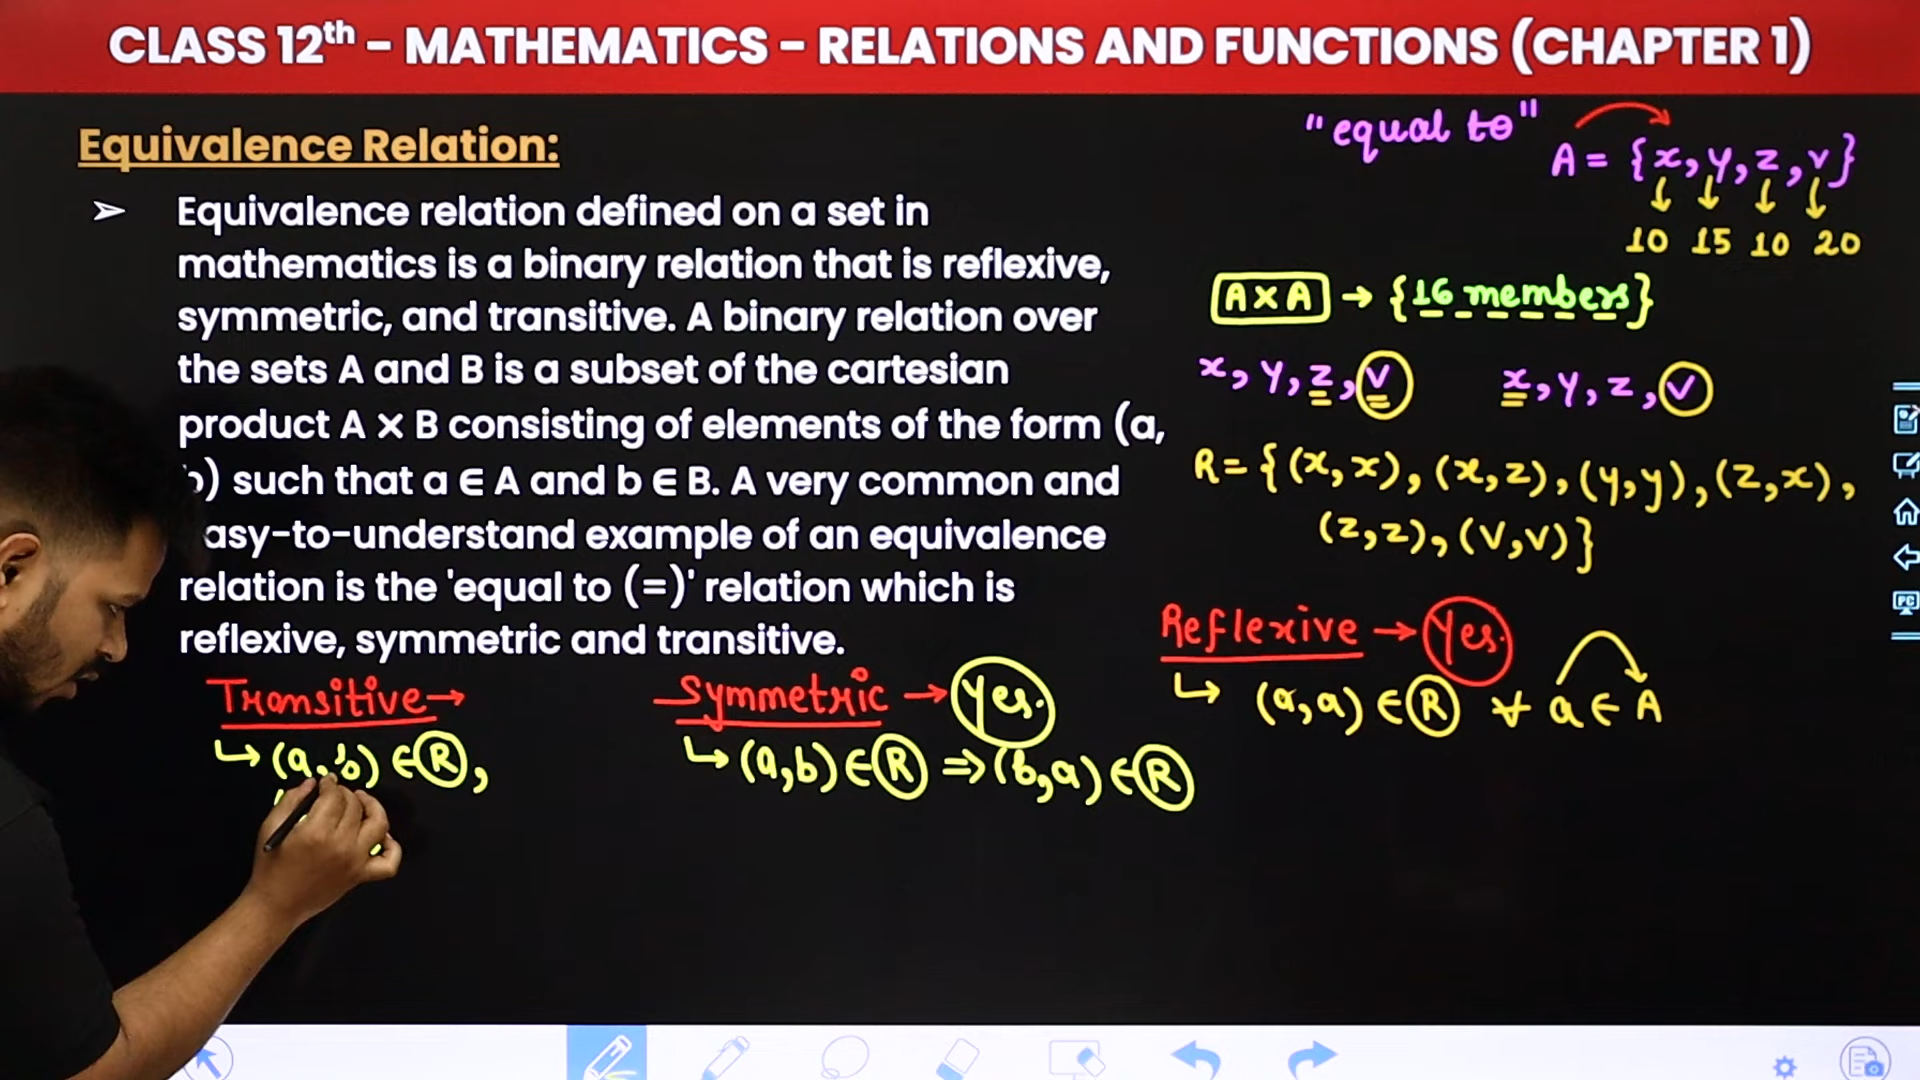 CLASS 12th - MATHEMATICS - RELATIONS AND FUNCTIONS (CHAPTER 1)
Equivalence Relation:
➢ Equivalence relation defined on a set in
mathematics is a binary relation that is reflexive,
symmetric, and transitive. A binary relation over
the sets A and B is a subset of the cartesian
product A × B consisting of elements of the form (a,
b) such that a ∈ A and b ∈ B. A very common and
asy-to-understand example of an equivalence
relation is the 'equal to (=)' relation which is
reflexive, symmetric and transitive.
"equal to"
A = {x, y, z, v}
↓ ↓ ↓ ↓
10 15 10 20
A × A → {16 members}
x, y, z, v x, y, z, v
R = {(x, x), (x, z), (y, y), (z, x),
(z, z), (v, v)}
Reflexive → Yes.
↳ (a, a) ∈ R ∀ a ∈ A
Symmetric → Yes.
↳ (a, b) ∈ R ⇒ (b, a) ∈ R
Transitive →
↳ (a, b) ∈ R,
PC